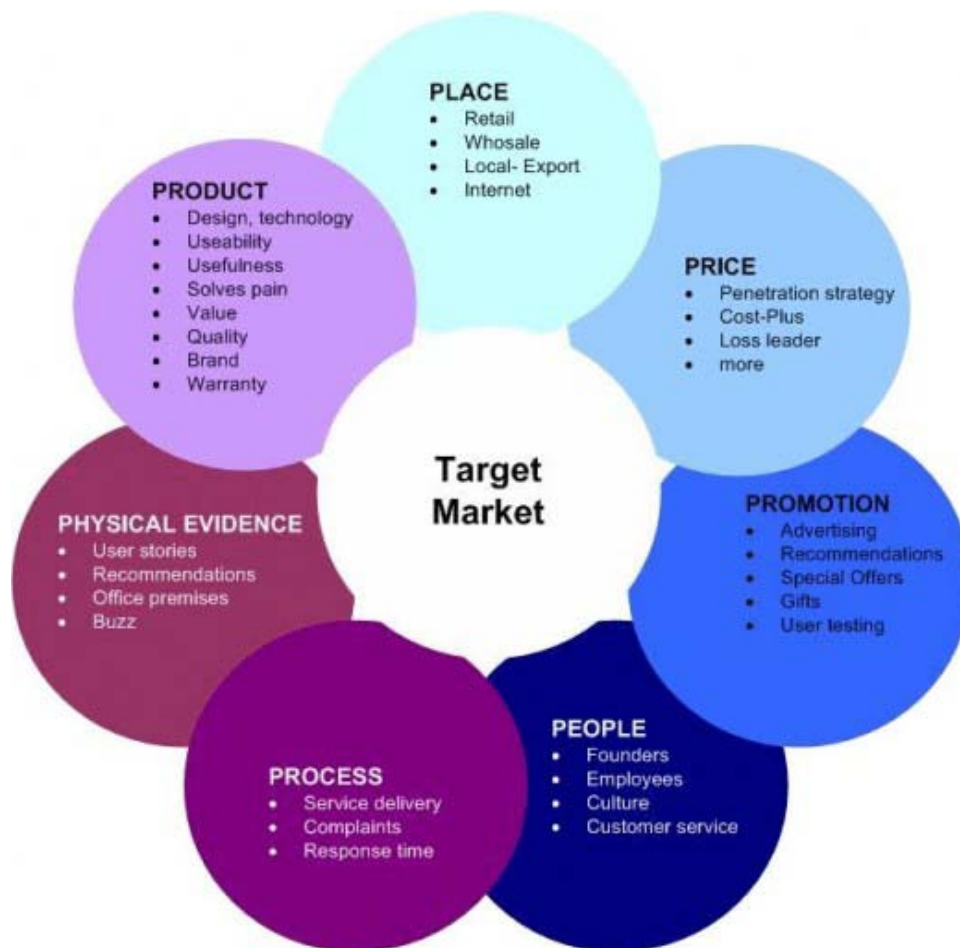 PLACE
• Retail
• Whosale
• Local- Export
• Internet
PRICE
• Penetration strategy
• Cost-Plus
• Loss leader
• more
PROMOTION
• Advertising
• Recommendations
• Special Offers
• Gifts
• User testing
PEOPLE
• Founders
• Employees
• Culture
• Customer service
PROCESS
• Service delivery
• Complaints
• Response time
PHYSICAL EVIDENCE
• User stories
• Recommendations
• Office premises
• Buzz
PRODUCT
• Design, technology
• Useability
• Usefulness
• Solves pain
• Value
• Quality
• Brand
• Warranty
Target
Market